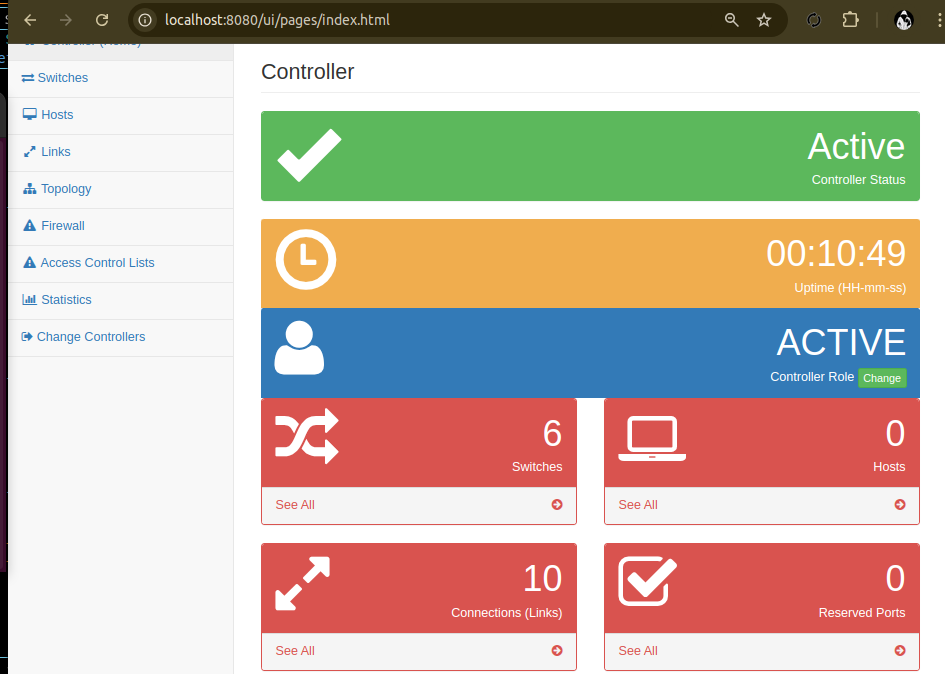 localhost:8080/ui/pages/index.html
Switches
Hosts
Links
Topology
Firewall
Access Control Lists
Statistics
Change Controllers
Controller
Active
Controller Status
00:10:49
Uptime (HH-mm-ss)
ACTIVE
Controller Role Change
6
Switches
See All
0
Hosts
See All
10
Connections (Links)
See All
0
Reserved Ports
See All